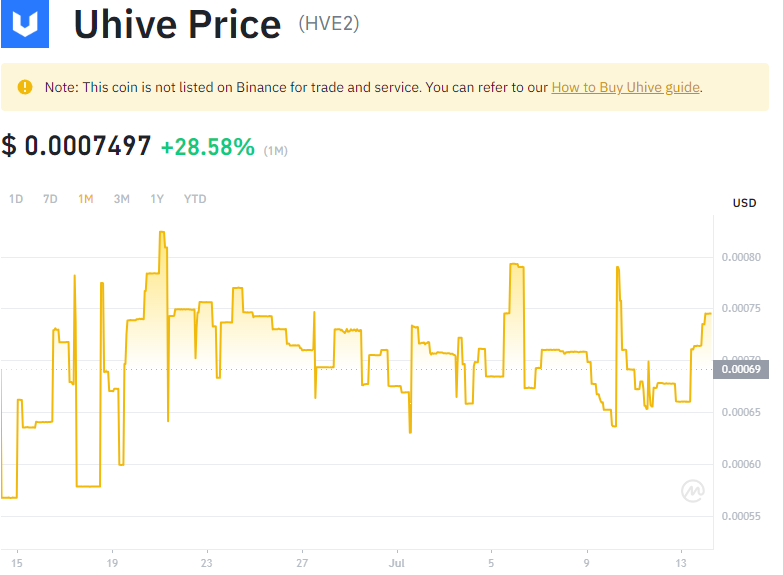 Uhive Price (HVE2)
Note: This coin is not listed on Binance for trade and service. You can refer to our How to Buy Uhive guide.
$ 0.0007497 +28.58% (1M)
1D 7D 1M 3M 1Y YTD
USD
0.00080
0.00075
0.00070
0.00069
0.00065
0.00060
0.00055
15 19 23 27 Jul 5 9 13